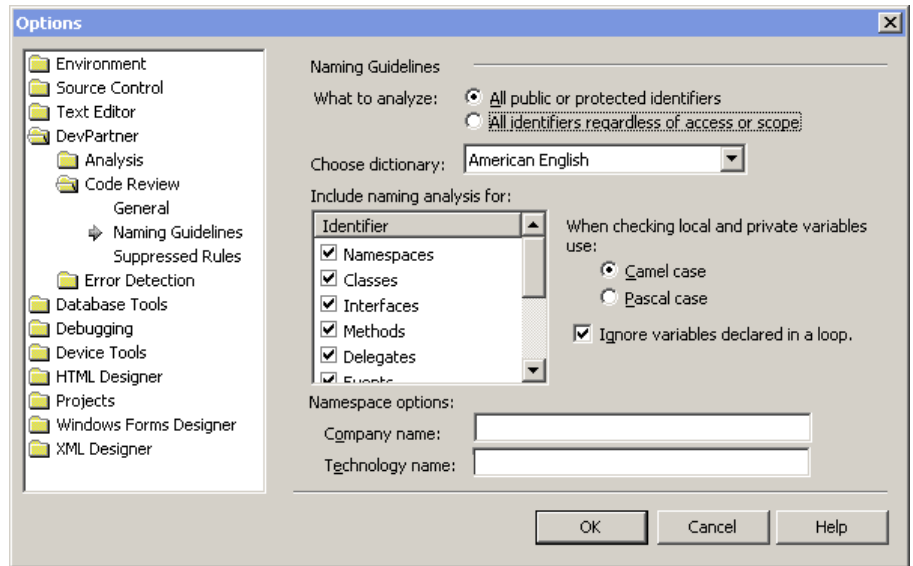 Options
Environment
Source Control
Text Editor
DevPartner
Analysis
Code Review
General
Naming Guidelines
Suppressed Rules
Error Detection
Database Tools
Debugging
Device Tools
HTML Designer
Projects
Windows Forms Designer
XML Designer
Naming Guidelines
What to analyze:
All public or protected identifiers
All identifiers regardless of access or scope
Choose dictionary:
American English
Include naming analysis for:
Identifier
Namespaces
Classes
Interfaces
Methods
Delegates
Events
When checking local and private variables
use:
Camel case
Pascal case
Ignore variables declared in a loop.
Namespace options:
Company name:
Technology name:
OK
Cancel
Help